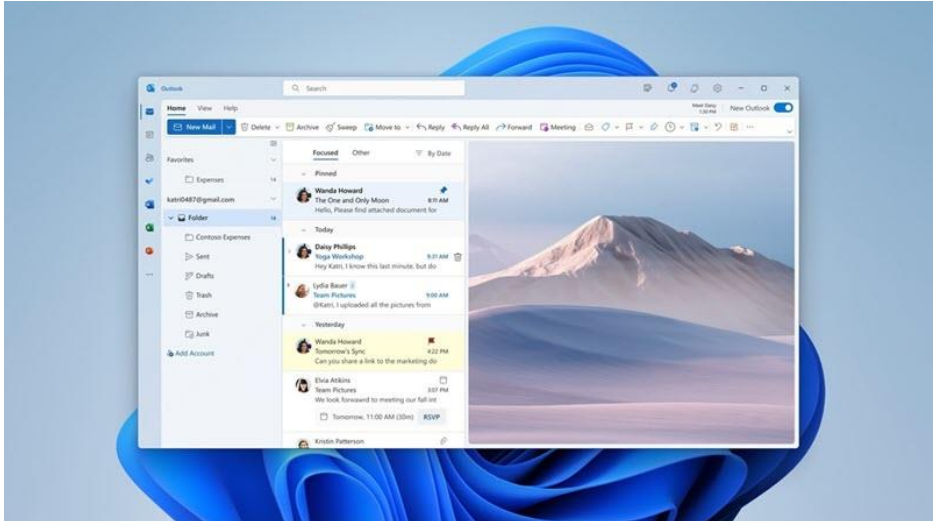 Outlook
Search
Home View Help
Meet Daisy
1:30 PM
New Outlook
New Mail Delete Archive Sweep Move to Reply Reply All Forward Meeting
Favorites
Expenses 14
katri0487@gmail.com
Folder 14
Contoso Expenses
Sent
Drafts
Trash
Archive
Junk
Add Account
Focused Other By Date
Pinned
Wanda Howard
The One and Only Moon 8:11 AM
Hello, Please find attached document for
Today
Daisy Phillips
Yoga Workshop 9:31 AM
Hey Katri, I know this last minute, but do
Lydia Bauer
Team Pictures 9:00 AM
@Katri, I uploaded all the pictures from
Yesterday
Wanda Howard
Tomorrow's Sync 4:22 PM
Can you share a link to the marketing do
Elvia Atkins
Team Pictures 3:07 PM
We look forwawrd to meeting our fall int
Tomorrow, 11:00 AM (30m) RSVP
Kristin Patterson